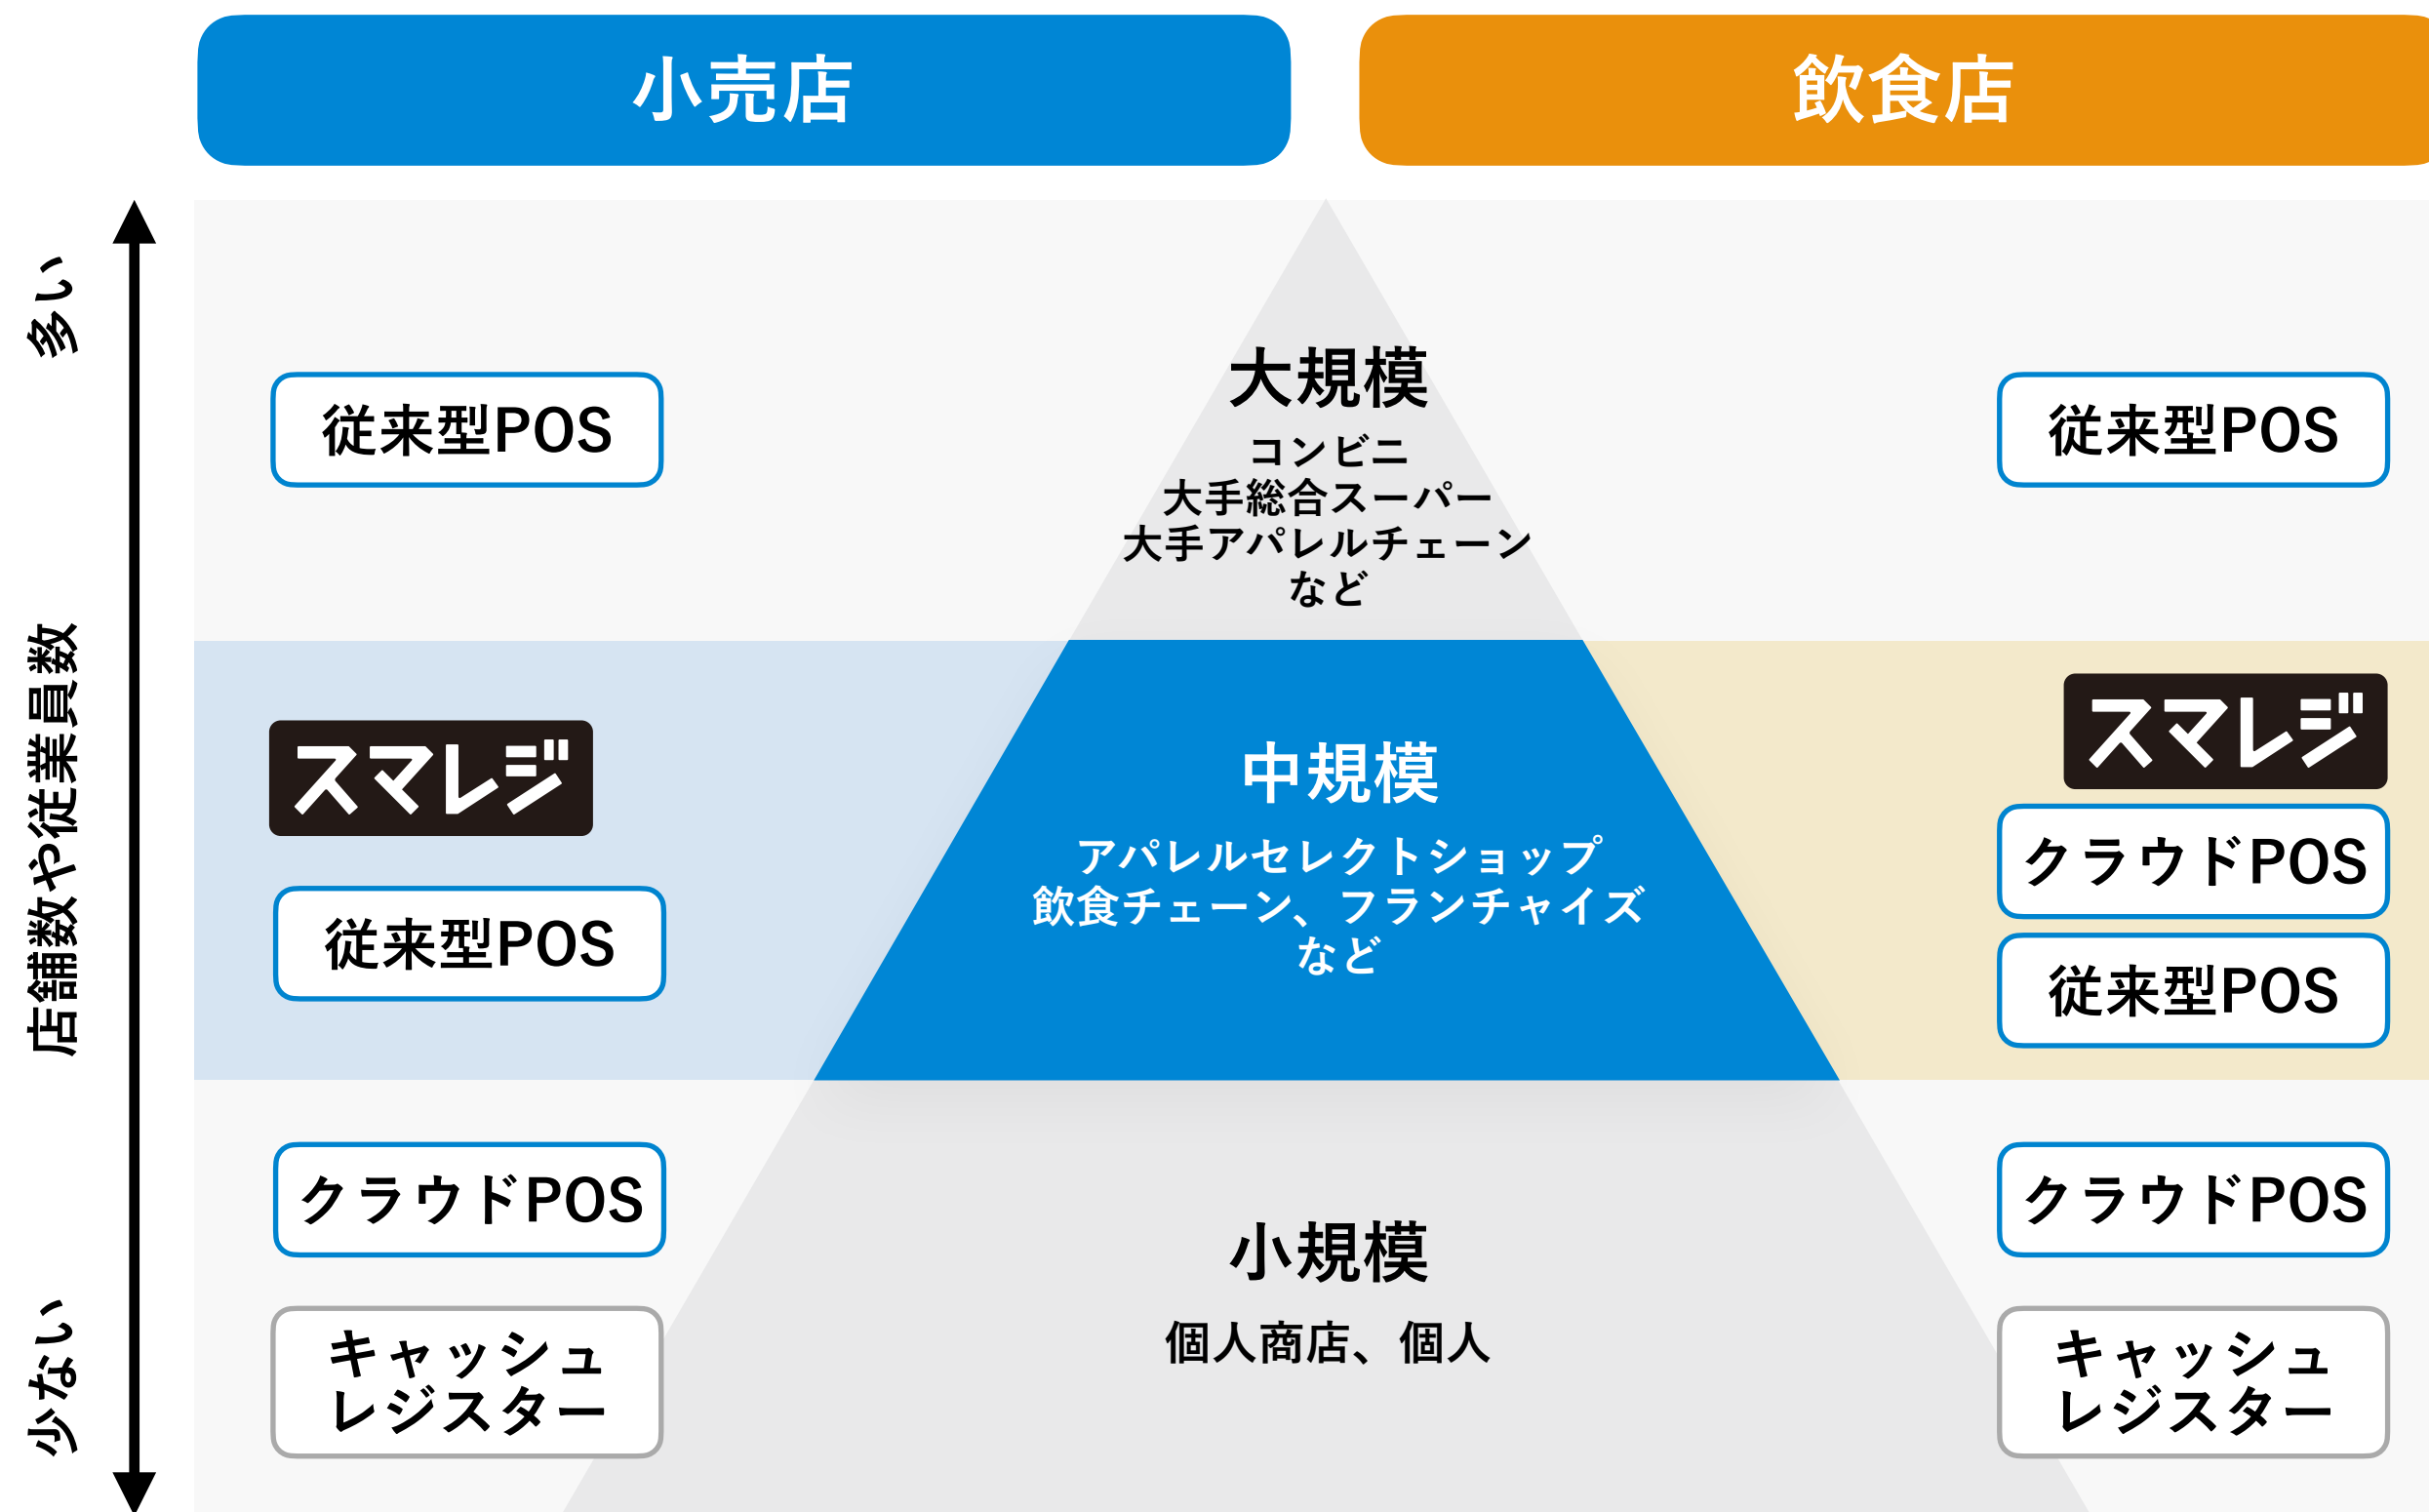 小売店
飲食店
多い
店舗数や従業員数
少ない
従来型POS
大規模
コンビニ
大手総合スーパー
大手アパレルチェーン
など
従来型POS
スマレジ
従来型POS
中規模
アパレルセレクトショップ
飲食チェーン、フランチャイズ
など
スマレジ
クラウドPOS
従来型POS
クラウドPOS
キャッシュ
レジスター
小規模
個人商店、個人
クラウドPOS
キャッシュ
レジスター